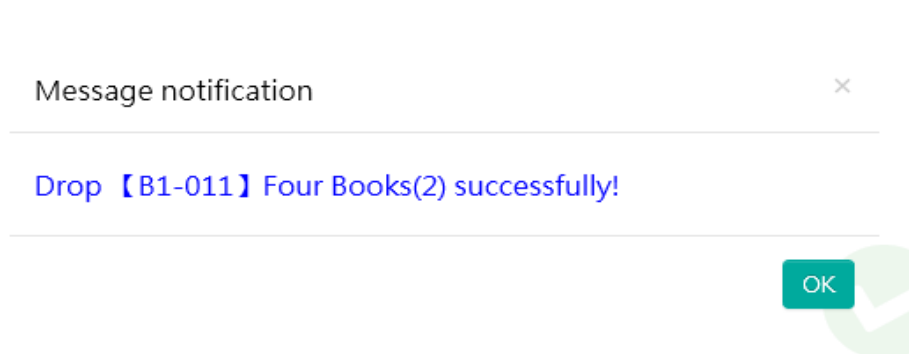 Message notification ×
Drop 【B1-011】Four Books(2) successfully!
OK